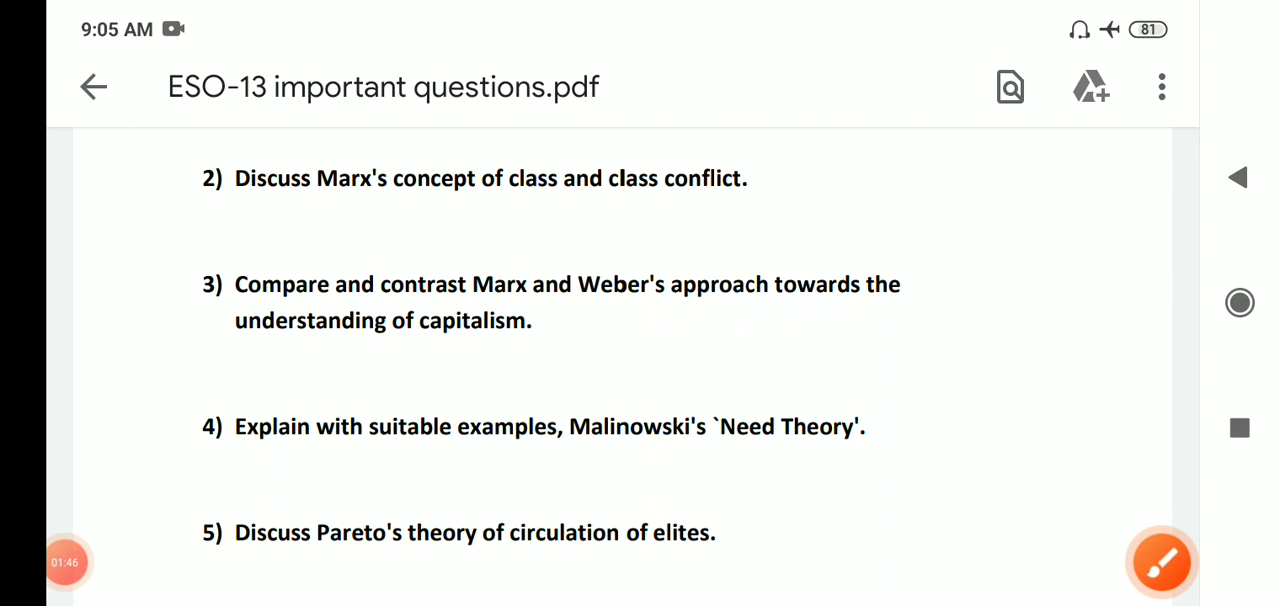 9:05 AM
81
ESO-13 important questions.pdf
2) Discuss Marx's concept of class and class conflict.
3) Compare and contrast Marx and Weber's approach towards the
understanding of capitalism.
4) Explain with suitable examples, Malinowski's `Need Theory'.
5) Discuss Pareto's theory of circulation of elites.
01:46